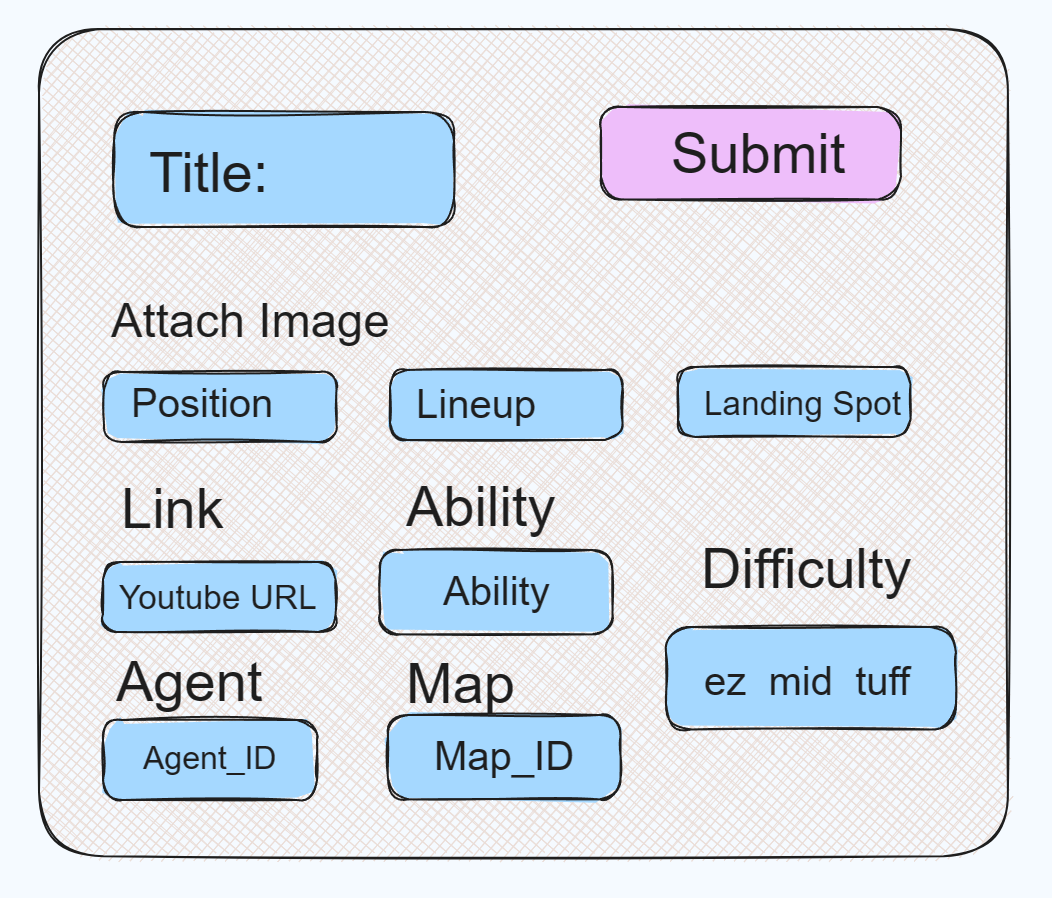 Title:
Submit
Attach Image
Position
Lineup
Landing Spot
Link
Ability
Difficulty
Youtube URL
Ability
ez mid tuff
Agent
Map
Agent_ID
Map_ID